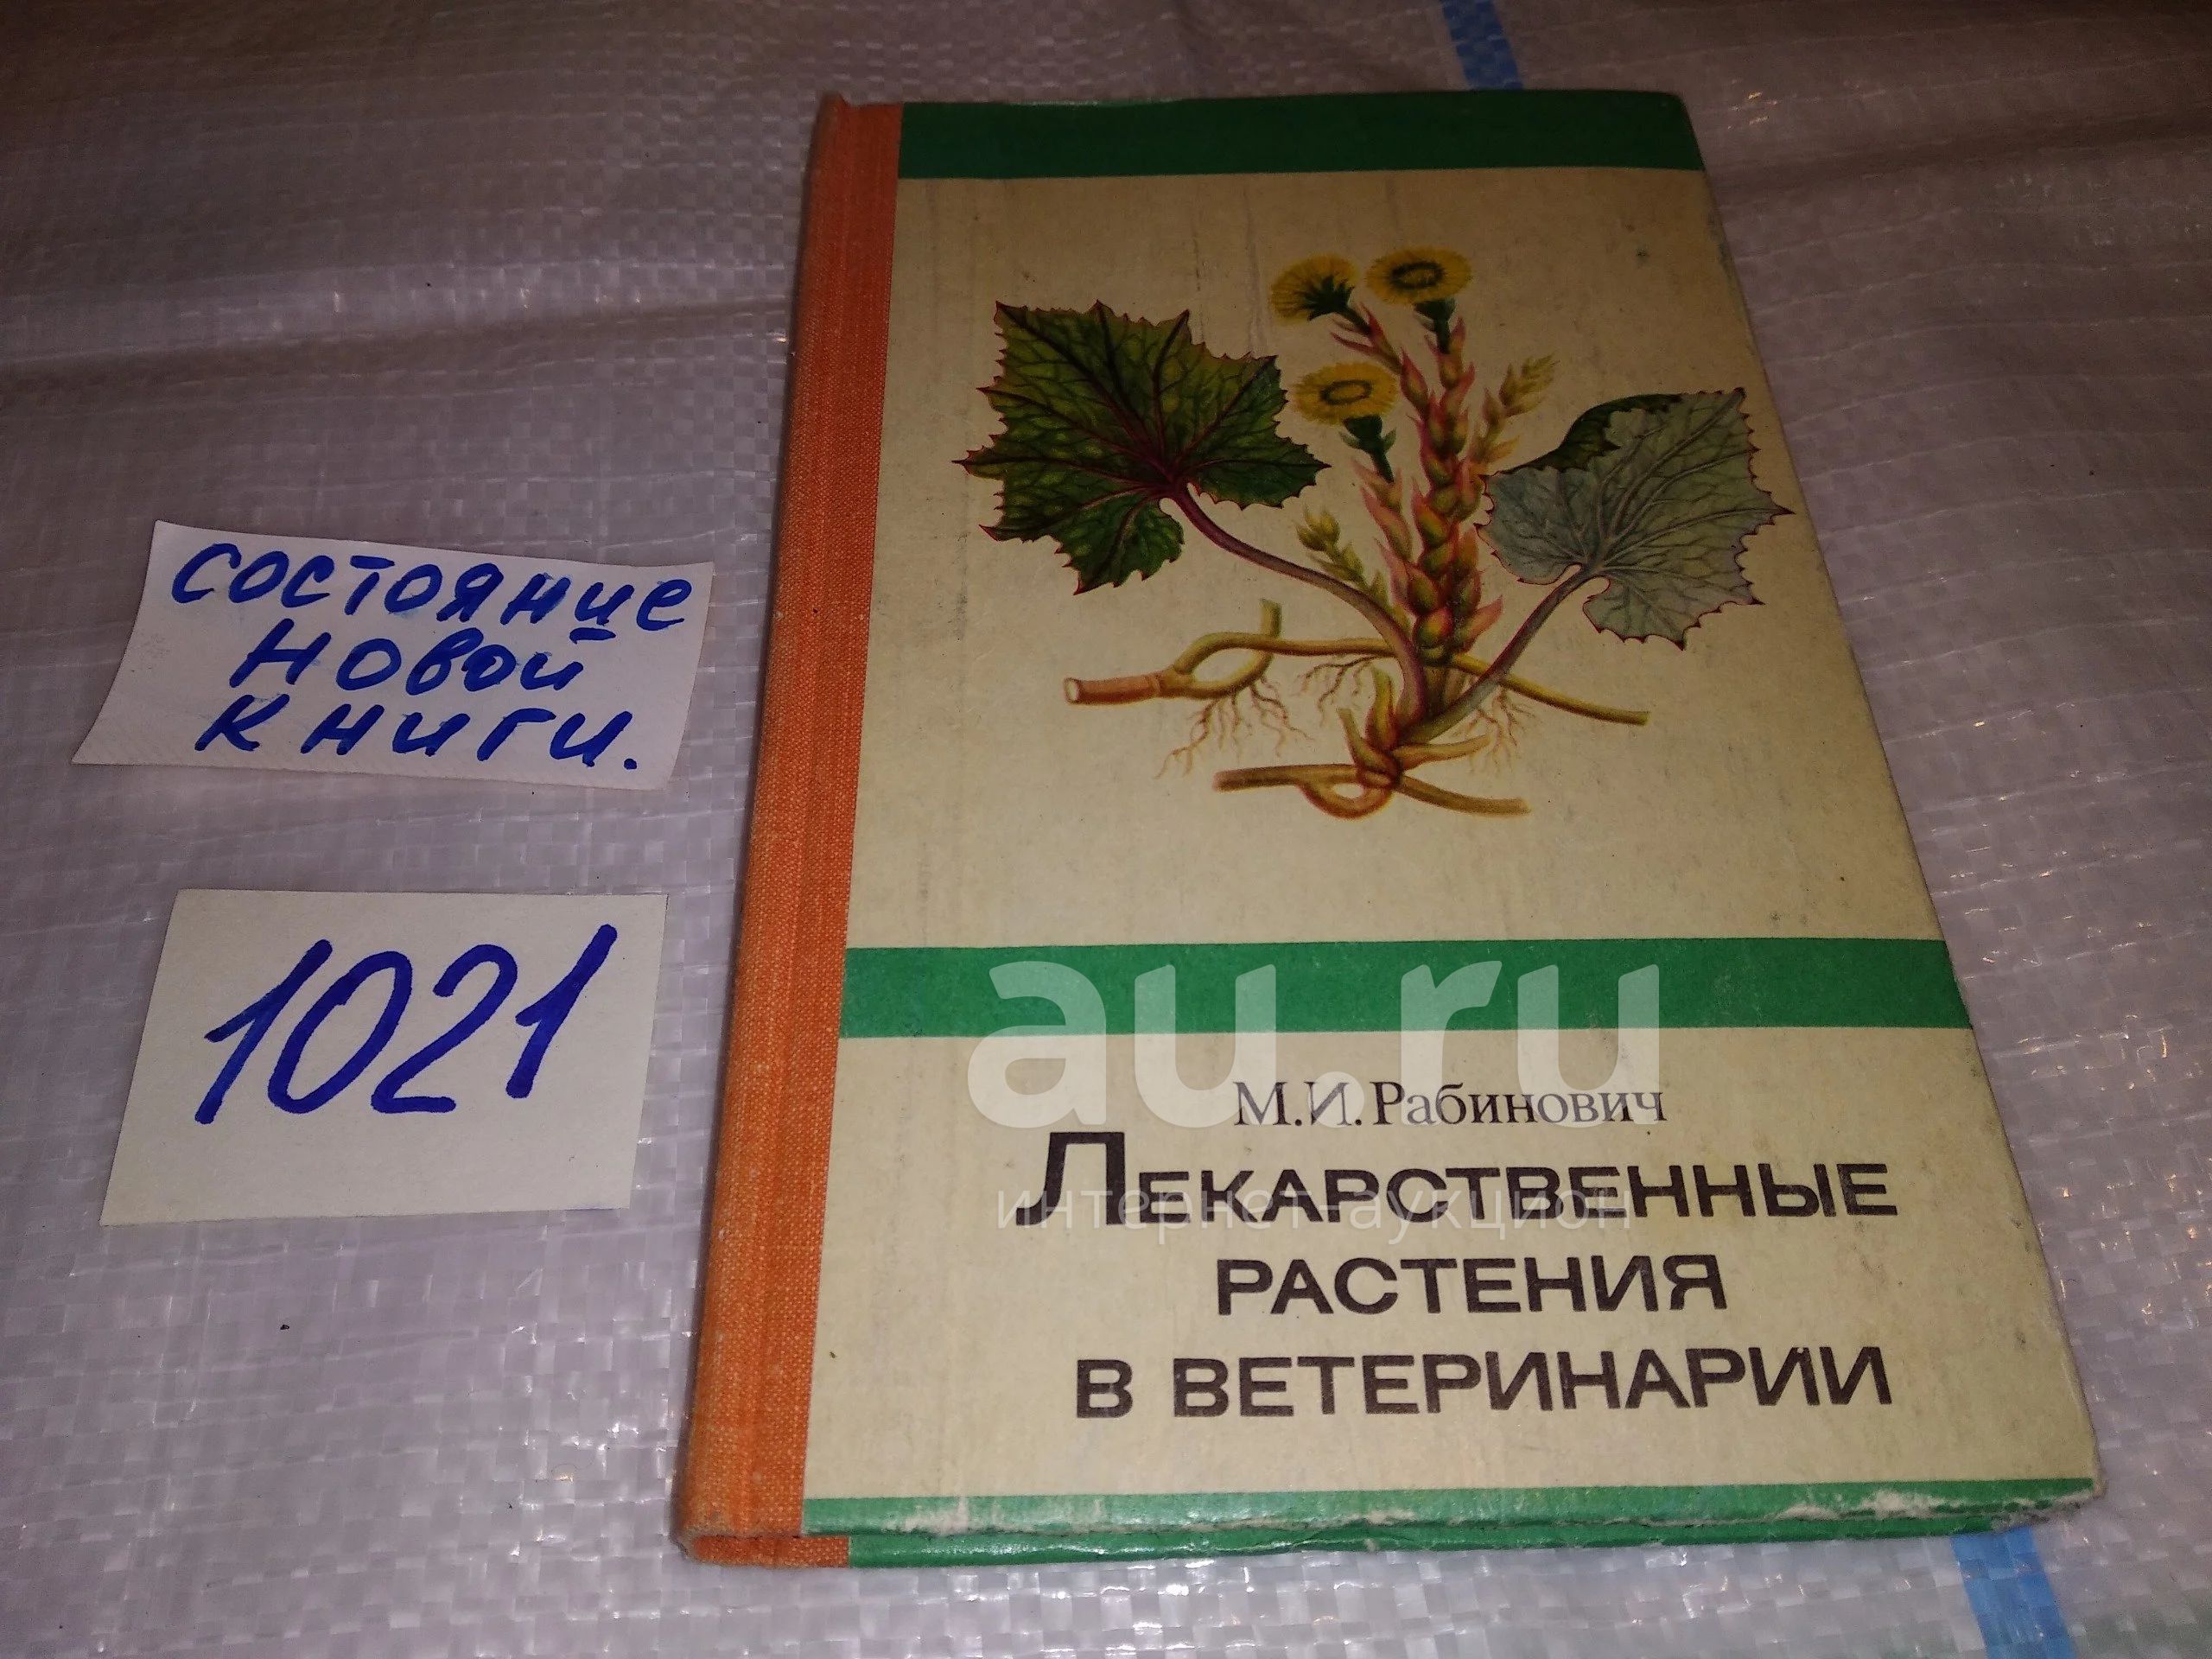 состояние
новой
книги.
1021
au.ru
М.И.Рабинович
интернет-аукцион
Лекарственные
растения
в ветеринарии